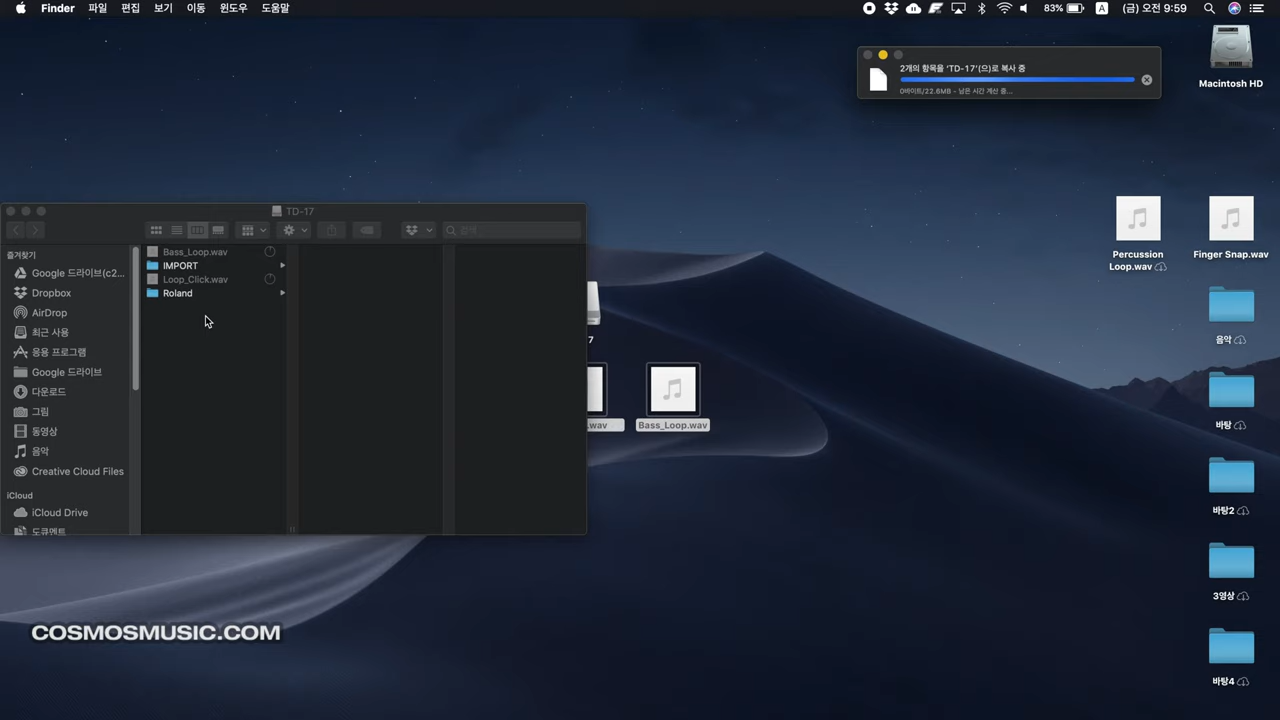 Finder 파일 편집 보기 이동 윈도우 도움말
83% A (금) 오전 9:59
2개의 항목을 'TD-17'(으)로 복사 중
0바이트/22.6MB - 남은 시간 계산 중...
Macintosh HD
TD-17
검색
즐겨찾기
Google 드라이브(c2...
Dropbox
AirDrop
최근 사용
응용 프로그램
Google 드라이브
다운로드
그림
동영상
음악
Creative Cloud Files
iCloud
iCloud Drive
도큐멘트
Bass_Loop.wav
IMPORT
Loop_Click.wav
Roland
7
.wav
Bass_Loop.wav
Percussion
Loop.wav
Finger Snap.wav
음악
바탕
바탕2
3영상
바탕4
COSMOSMUSIC.COM